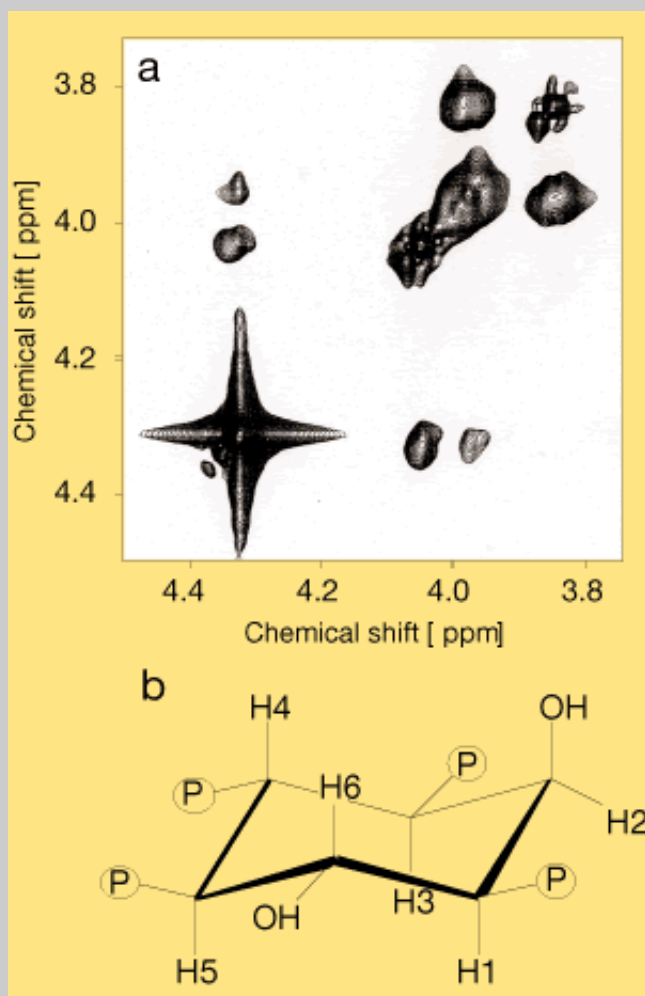 a
3.8
4.0
4.2
4.4
Chemical shift [ ppm]
4.4 4.2 4.0 3.8
Chemical shift [ ppm]
b
H4 OH
P H6 P
H2
P OH H3 P
H5 H1